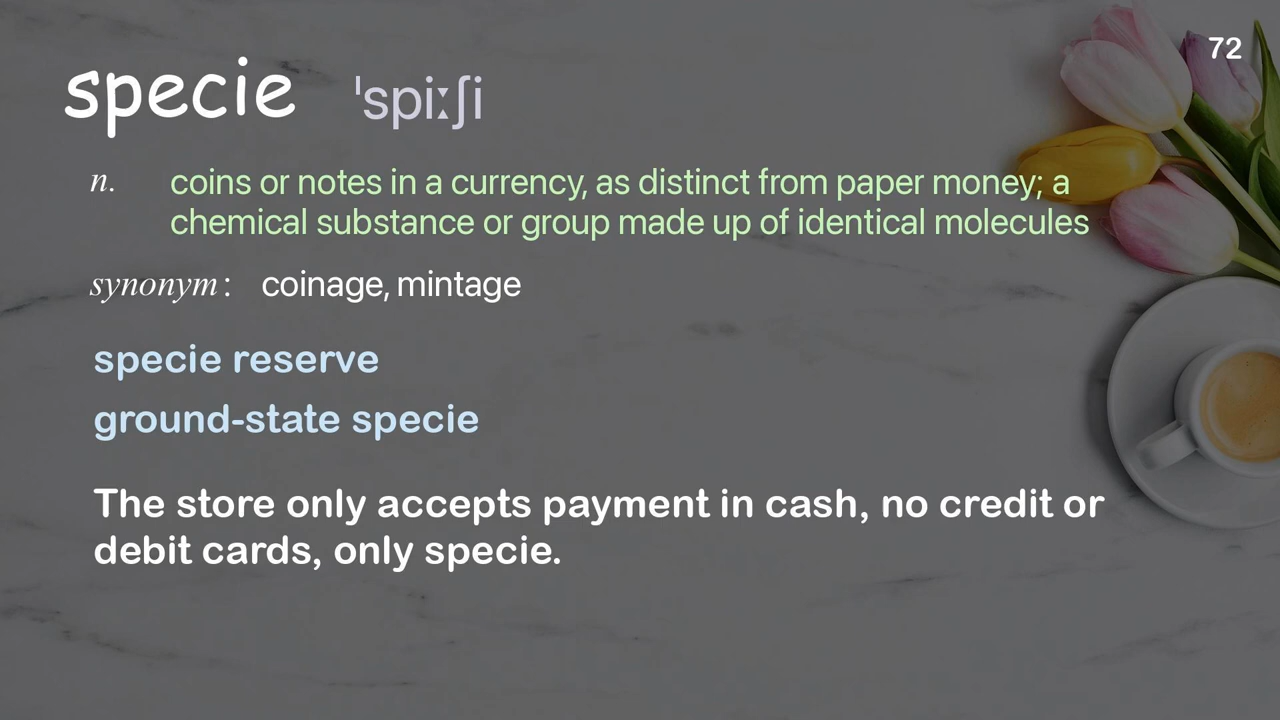 72
specie ˈspiːʃi
n. coins or notes in a currency, as distinct from paper money; a
chemical substance or group made up of identical molecules
synonym: coinage, mintage
specie reserve
ground-state specie
The store only accepts payment in cash, no credit or
debit cards, only specie.